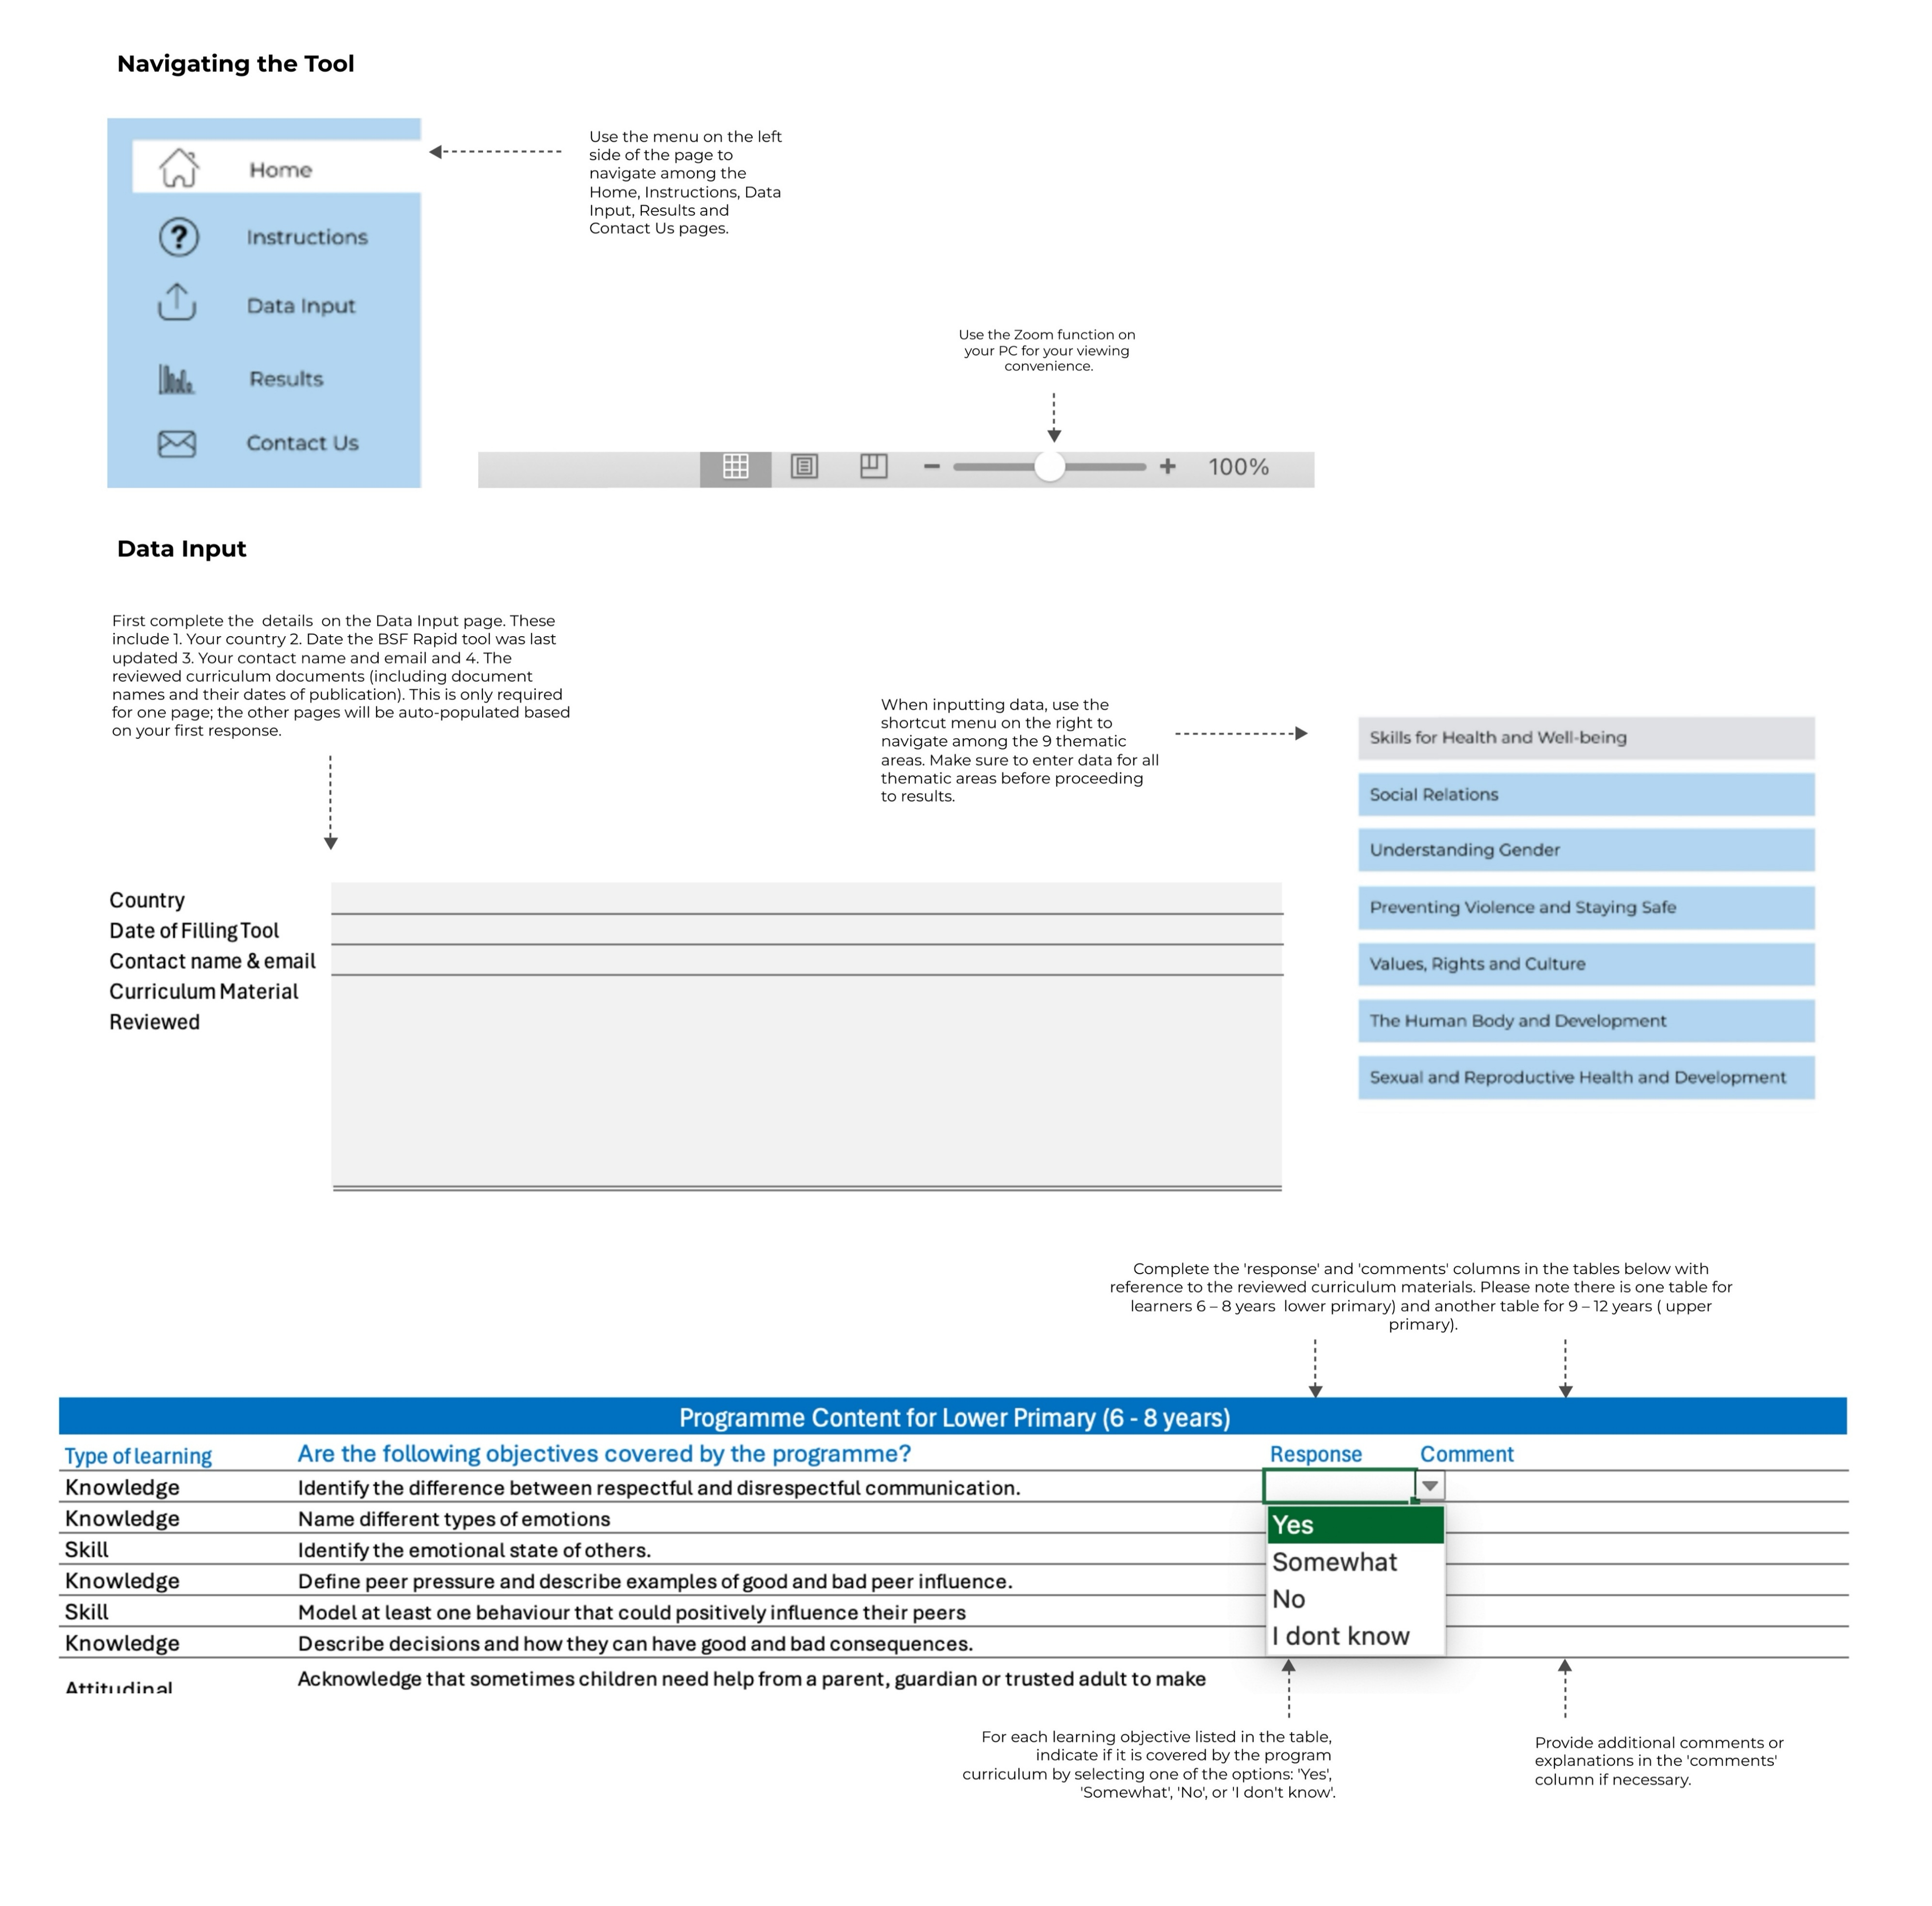 Navigating the Tool
Home
Instructions
Data Input
Results
Contact Us
Use the menu on the left
side of the page to
navigate among the
Home, Instructions, Data
Input, Results and
Contact Us pages.
Use the Zoom function on
your PC for your viewing
convenience.
100%
Data Input
First complete the  details  on the Data Input page. These
include 1. Your country 2. Date the BSF Rapid tool was last
updated 3. Your contact name and email and 4. The
reviewed curriculum documents (including document
names and their dates of publication). This is only required
for one page; the other pages will be auto-populated based
on your first response.
When inputting data, use the
shortcut menu on the right to
navigate among the 9 thematic
areas. Make sure to enter data for all
thematic areas before proceeding
to results.
Skills for Health and Well-being
Social Relations
Understanding Gender
Preventing Violence and Staying Safe
Values, Rights and Culture
The Human Body and Development
Sexual and Reproductive Health and Development
Country
Date of Filling Tool
Contact name & email
Curriculum Material
Reviewed
Complete the 'response' and 'comments' columns in the tables below with
reference to the reviewed curriculum materials. Please note there is one table for
learners 6 – 8 years  lower primary) and another table for 9 – 12 years ( upper
primary).
Programme Content for Lower Primary (6 - 8 years)
Type of learning Are the following objectives covered by the programme? Response Comment
Knowledge Identify the difference between respectful and disrespectful communication.
Knowledge Name different types of emotions
Skill Identify the emotional state of others.
Knowledge Define peer pressure and describe examples of good and bad peer influence.
Skill Model at least one behaviour that could positively influence their peers
Knowledge Describe decisions and how they can have good and bad consequences.
Attitudinal Acknowledge that sometimes children need help from a parent, guardian or trusted adult to make
Yes
Somewhat
No
I dont know
For each learning objective listed in the table,
indicate if it is covered by the program
curriculum by selecting one of the options: 'Yes',
'Somewhat', 'No', or 'I don't know'.
Provide additional comments or
explanations in the 'comments'
column if necessary.